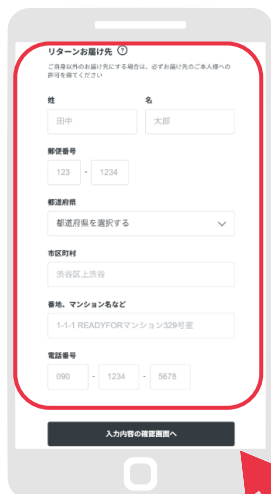 リターンお届け先 ?
ご自身以外のお届け先にする場合は、必ずお届け先のご本人様への
許可を得てください
姓 名
田中 太郎
郵便番号
123 - 1234
都道府県
都道府県を選択する
市区町村
渋谷区上渋谷
番地、マンション名など
1-1-1 READYFORマンション329号室
電話番号
090 - 1234 - 5678
入力内容の確認画面へ